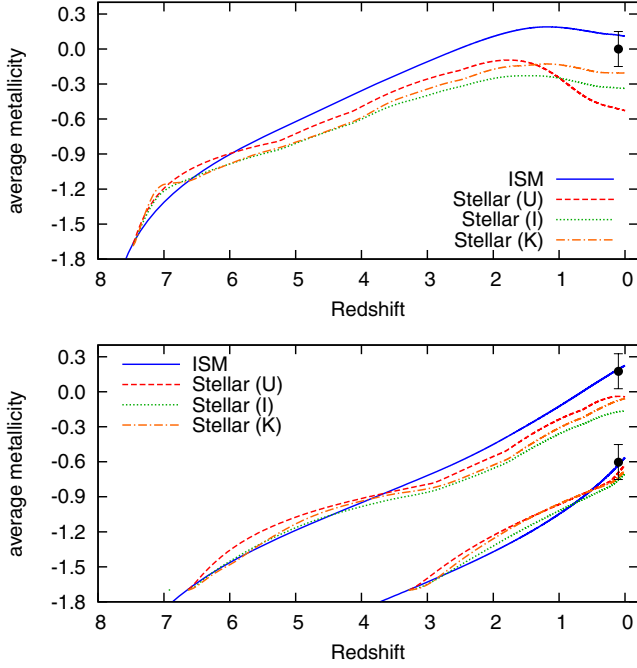 0.3
0.0
-0.3
-0.6
-0.9
-1.2
-1.5
-1.8
average metallicity
ISM
Stellar (U)
Stellar (I)
Stellar (K)
8 7 6 5 4 3 2 1 0
Redshift
0.3
0.0
-0.3
-0.6
-0.9
-1.2
-1.5
-1.8
average metallicity
ISM
Stellar (U)
Stellar (I)
Stellar (K)
8 7 6 5 4 3 2 1 0
Redshift